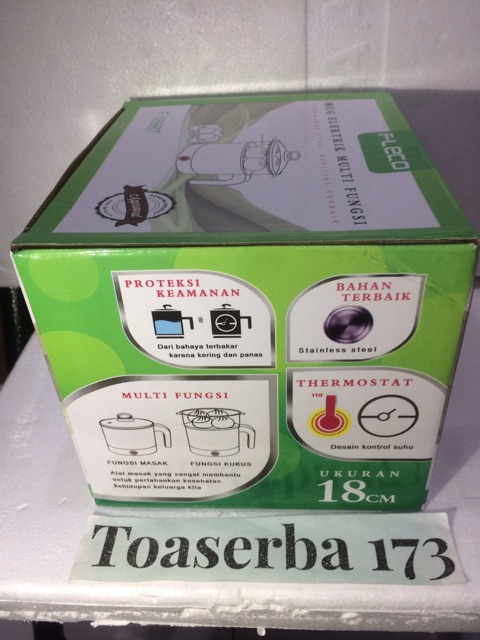 FLECO
MUG ELEKTRIK MULTI FUNGSI
PROTEKSI
KEAMANAN
Dari bahaya terbakar
karena kering dan panas
BAHAN
TERBAIK
Stainless steel
MULTI FUNGSI
FUNGSI MASAK
FUNGSI KUKUS
Alat masak yang sangat membantu
untuk pertahankan kesehatan
kehidupan keluarga kita
THERMOSTAT
110
Desain kontrol suhu
UKURAN
18CM
Toaserba 173